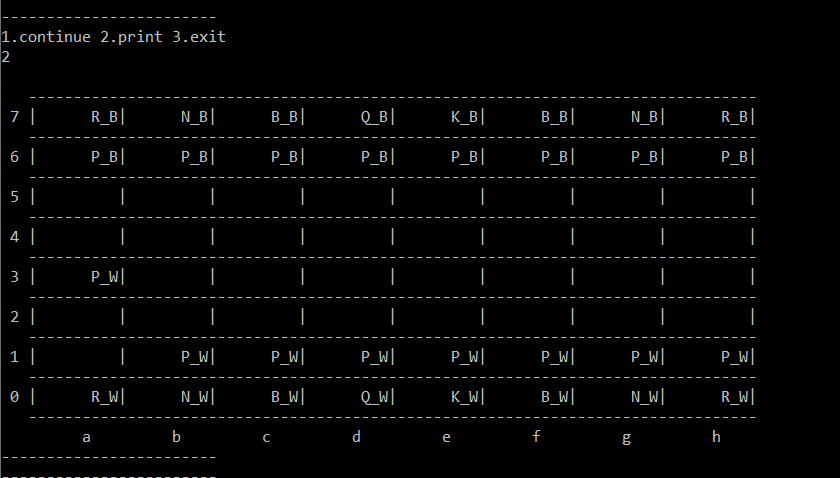 ------------------------
1.continue 2.print 3.exit
2
---------------------------------------------------------------------------------
7 |      R_B|      N_B|      B_B|      Q_B|      K_B|      B_B|      N_B|      R_B|
---------------------------------------------------------------------------------
6 |      P_B|      P_B|      P_B|      P_B|      P_B|      P_B|      P_B|      P_B|
---------------------------------------------------------------------------------
5 |         |         |         |         |         |         |         |         |
---------------------------------------------------------------------------------
4 |         |         |         |         |         |         |         |         |
---------------------------------------------------------------------------------
3 |      P_W|         |         |         |         |         |         |         |
---------------------------------------------------------------------------------
2 |         |         |         |         |         |         |         |         |
---------------------------------------------------------------------------------
1 |         |      P_W|      P_W|      P_W|      P_W|      P_W|      P_W|      P_W|
---------------------------------------------------------------------------------
0 |      R_W|      N_W|      B_W|      Q_W|      K_W|      B_W|      N_W|      R_W|
---------------------------------------------------------------------------------
a b c d e f g h
------------------------
------------------------